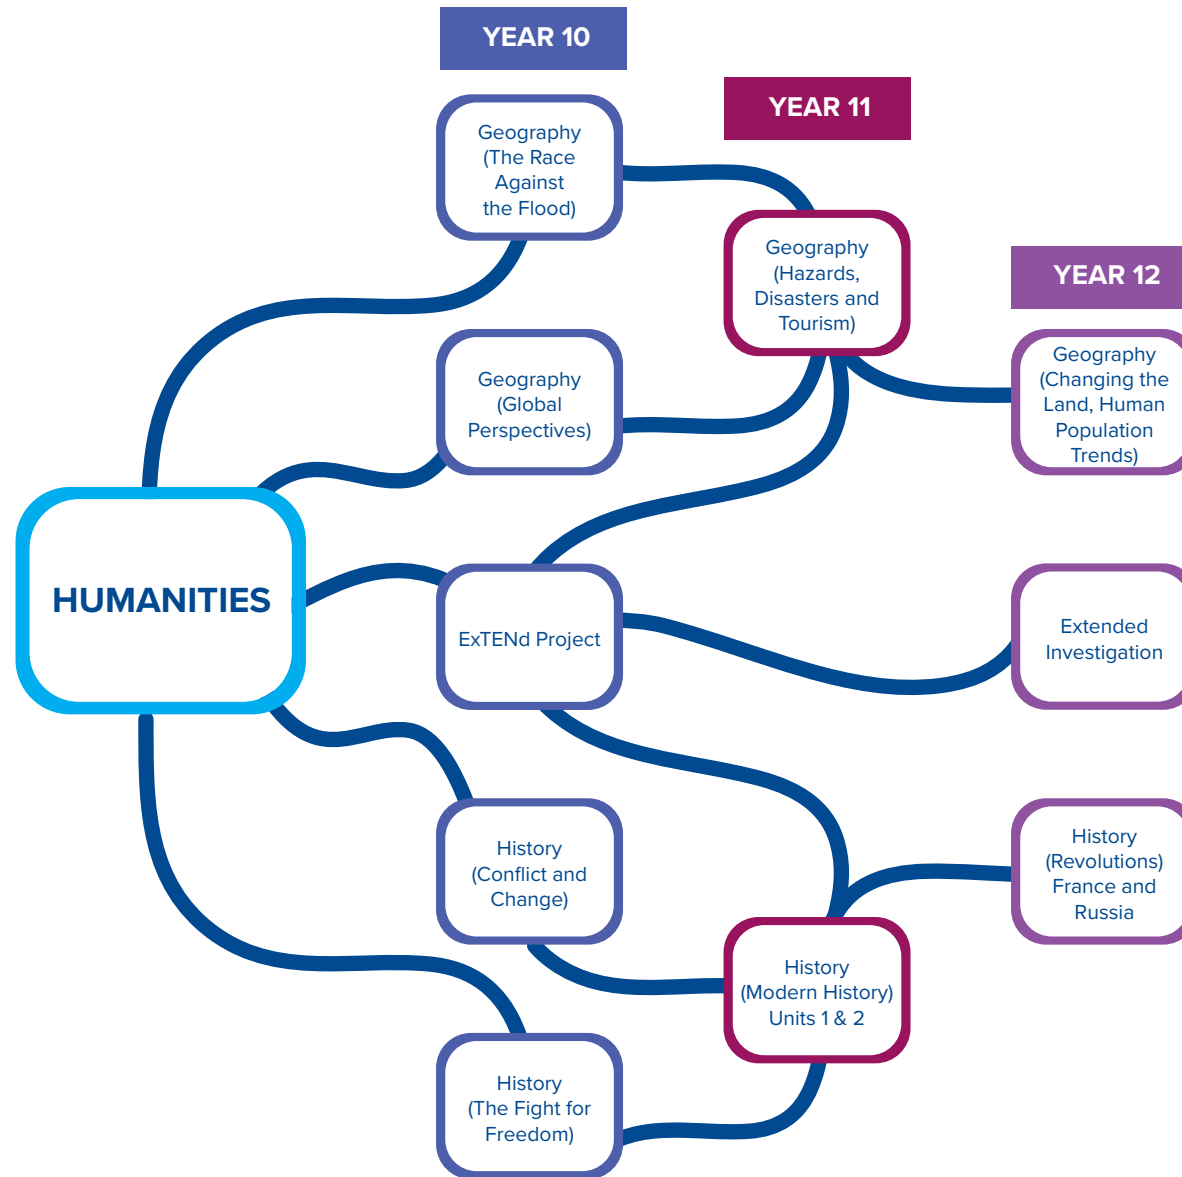 YEAR 10
Geography
(The Race
Against
the Flood)
Geography
(Global
Perspectives)
HUMANITIES
ExTENd Project
History
(Conflict and
Change)
History
(The Fight for
Freedom)
YEAR 11
Geography
(Hazards,
Disasters and
Tourism)
History
(Modern History)
Units 1 & 2
YEAR 12
Geography
(Changing the
Land, Human
Population
Trends)
Extended
Investigation
History
(Revolutions)
France and
Russia